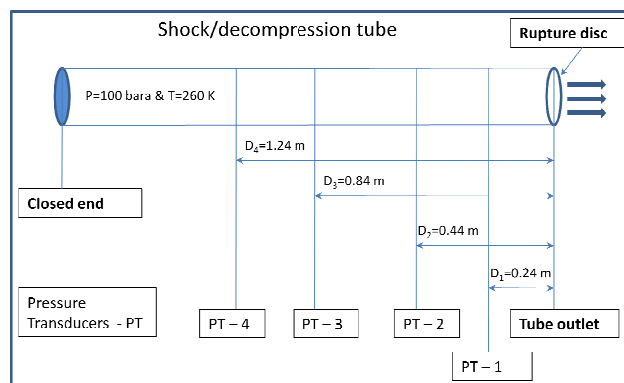 Shock/decompression tube
Rupture disc
P=100 bara & T=260 K
D4=1.24 m
D3=0.84 m
Closed end
D2=0.44 m
D1=0.24 m
Pressure
Transducers - PT
PT – 4
PT – 3
PT – 2
Tube outlet
PT – 1